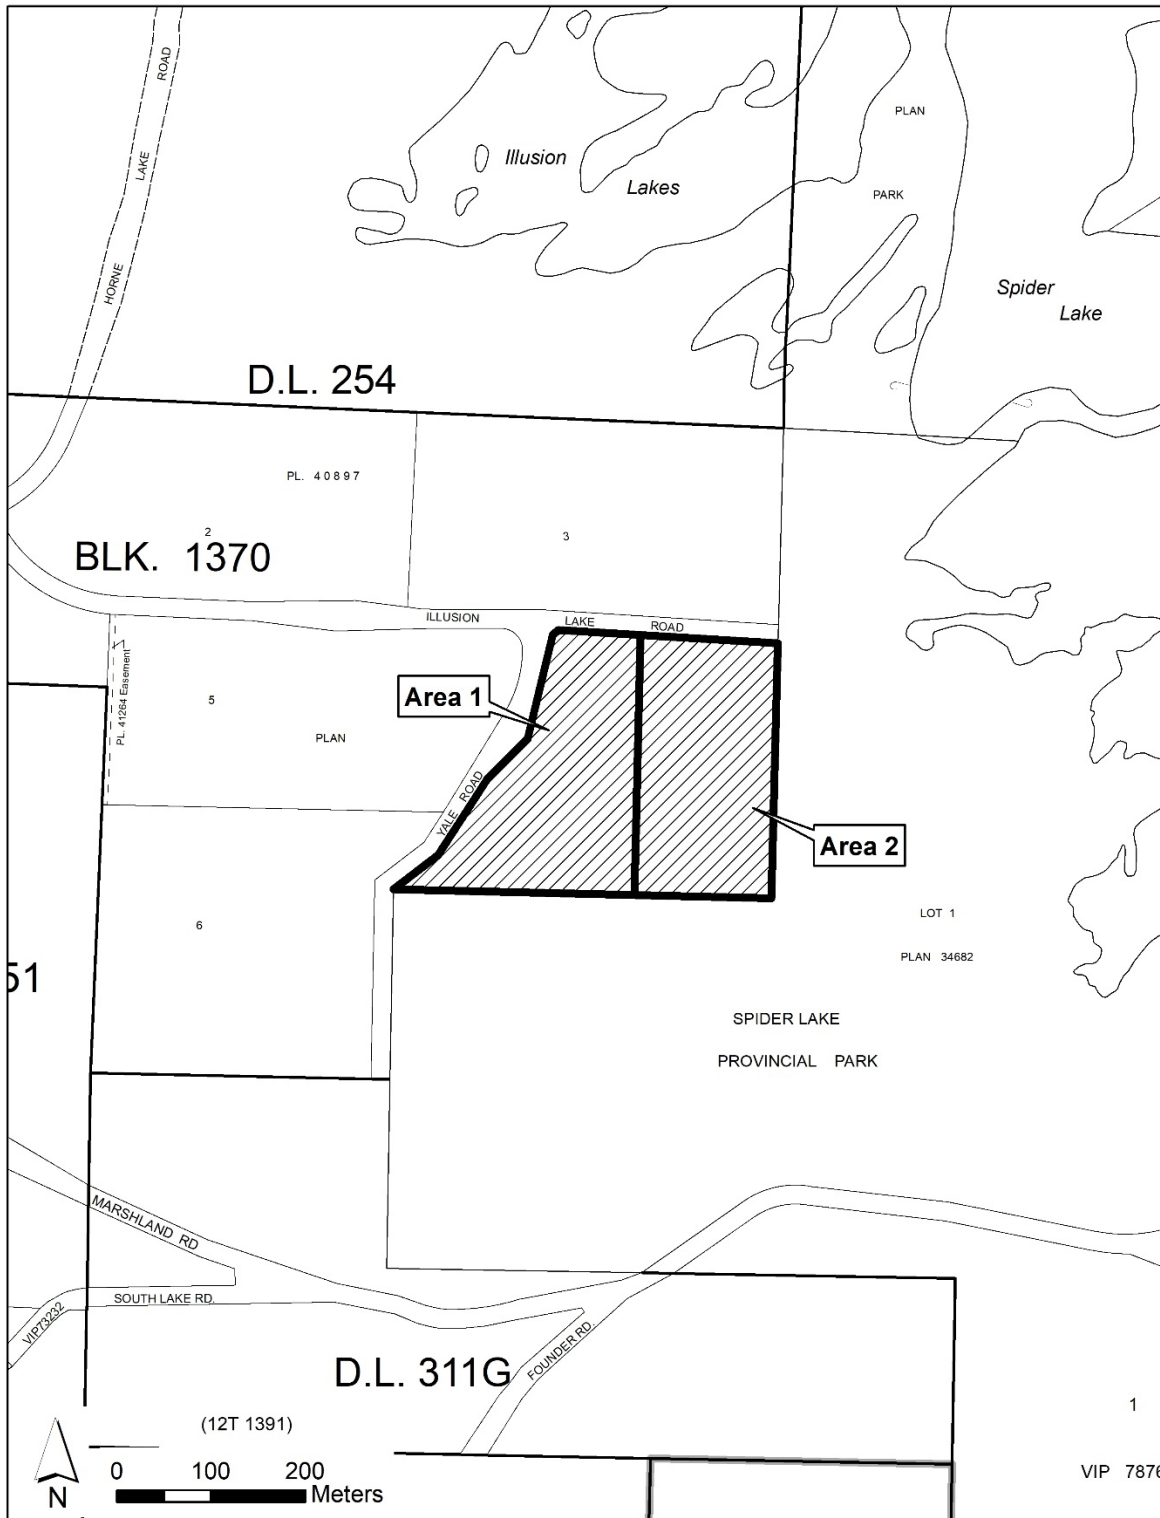 ROAD
LAKE
HORNE
Illusion
Lakes
PLAN
PARK
Spider
Lake
D.L. 254
PL. 40897
2
3
BLK. 1370
ILLUSION LAKE ROAD
PL. 41264 Easement
5
Area 1
PLAN
YALE ROAD
Area 2
6
LOT 1
PLAN 34682
51
SPIDER LAKE
PROVINCIAL PARK
MARSHLAND RD
SOUTH LAKE RD.
VIP73232
FOUNDER RD.
D.L. 311G
1
(12T 1391)
VIP 7876
0 100 200
Meters
N